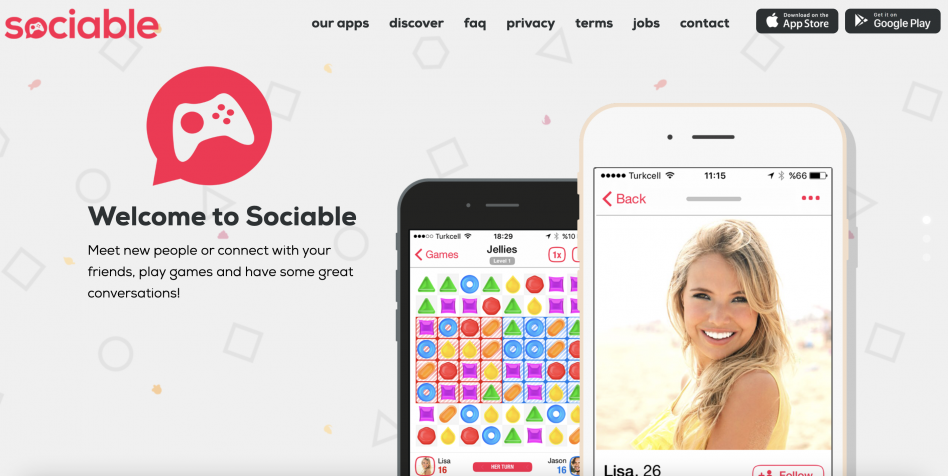 sociable
our apps discover faq privacy terms jobs contact
Download on the
App Store
Get it on
Google Play
Welcome to Sociable
Meet new people or connect with your
friends, play games and have some great
conversations!
Turkcell 18:29 %10
Games Jellies 1x
Level 1
Lisa
16
HER TURN
Jason
16
Turkcell 11:15 %66
Back
Lisa, 26
Follow